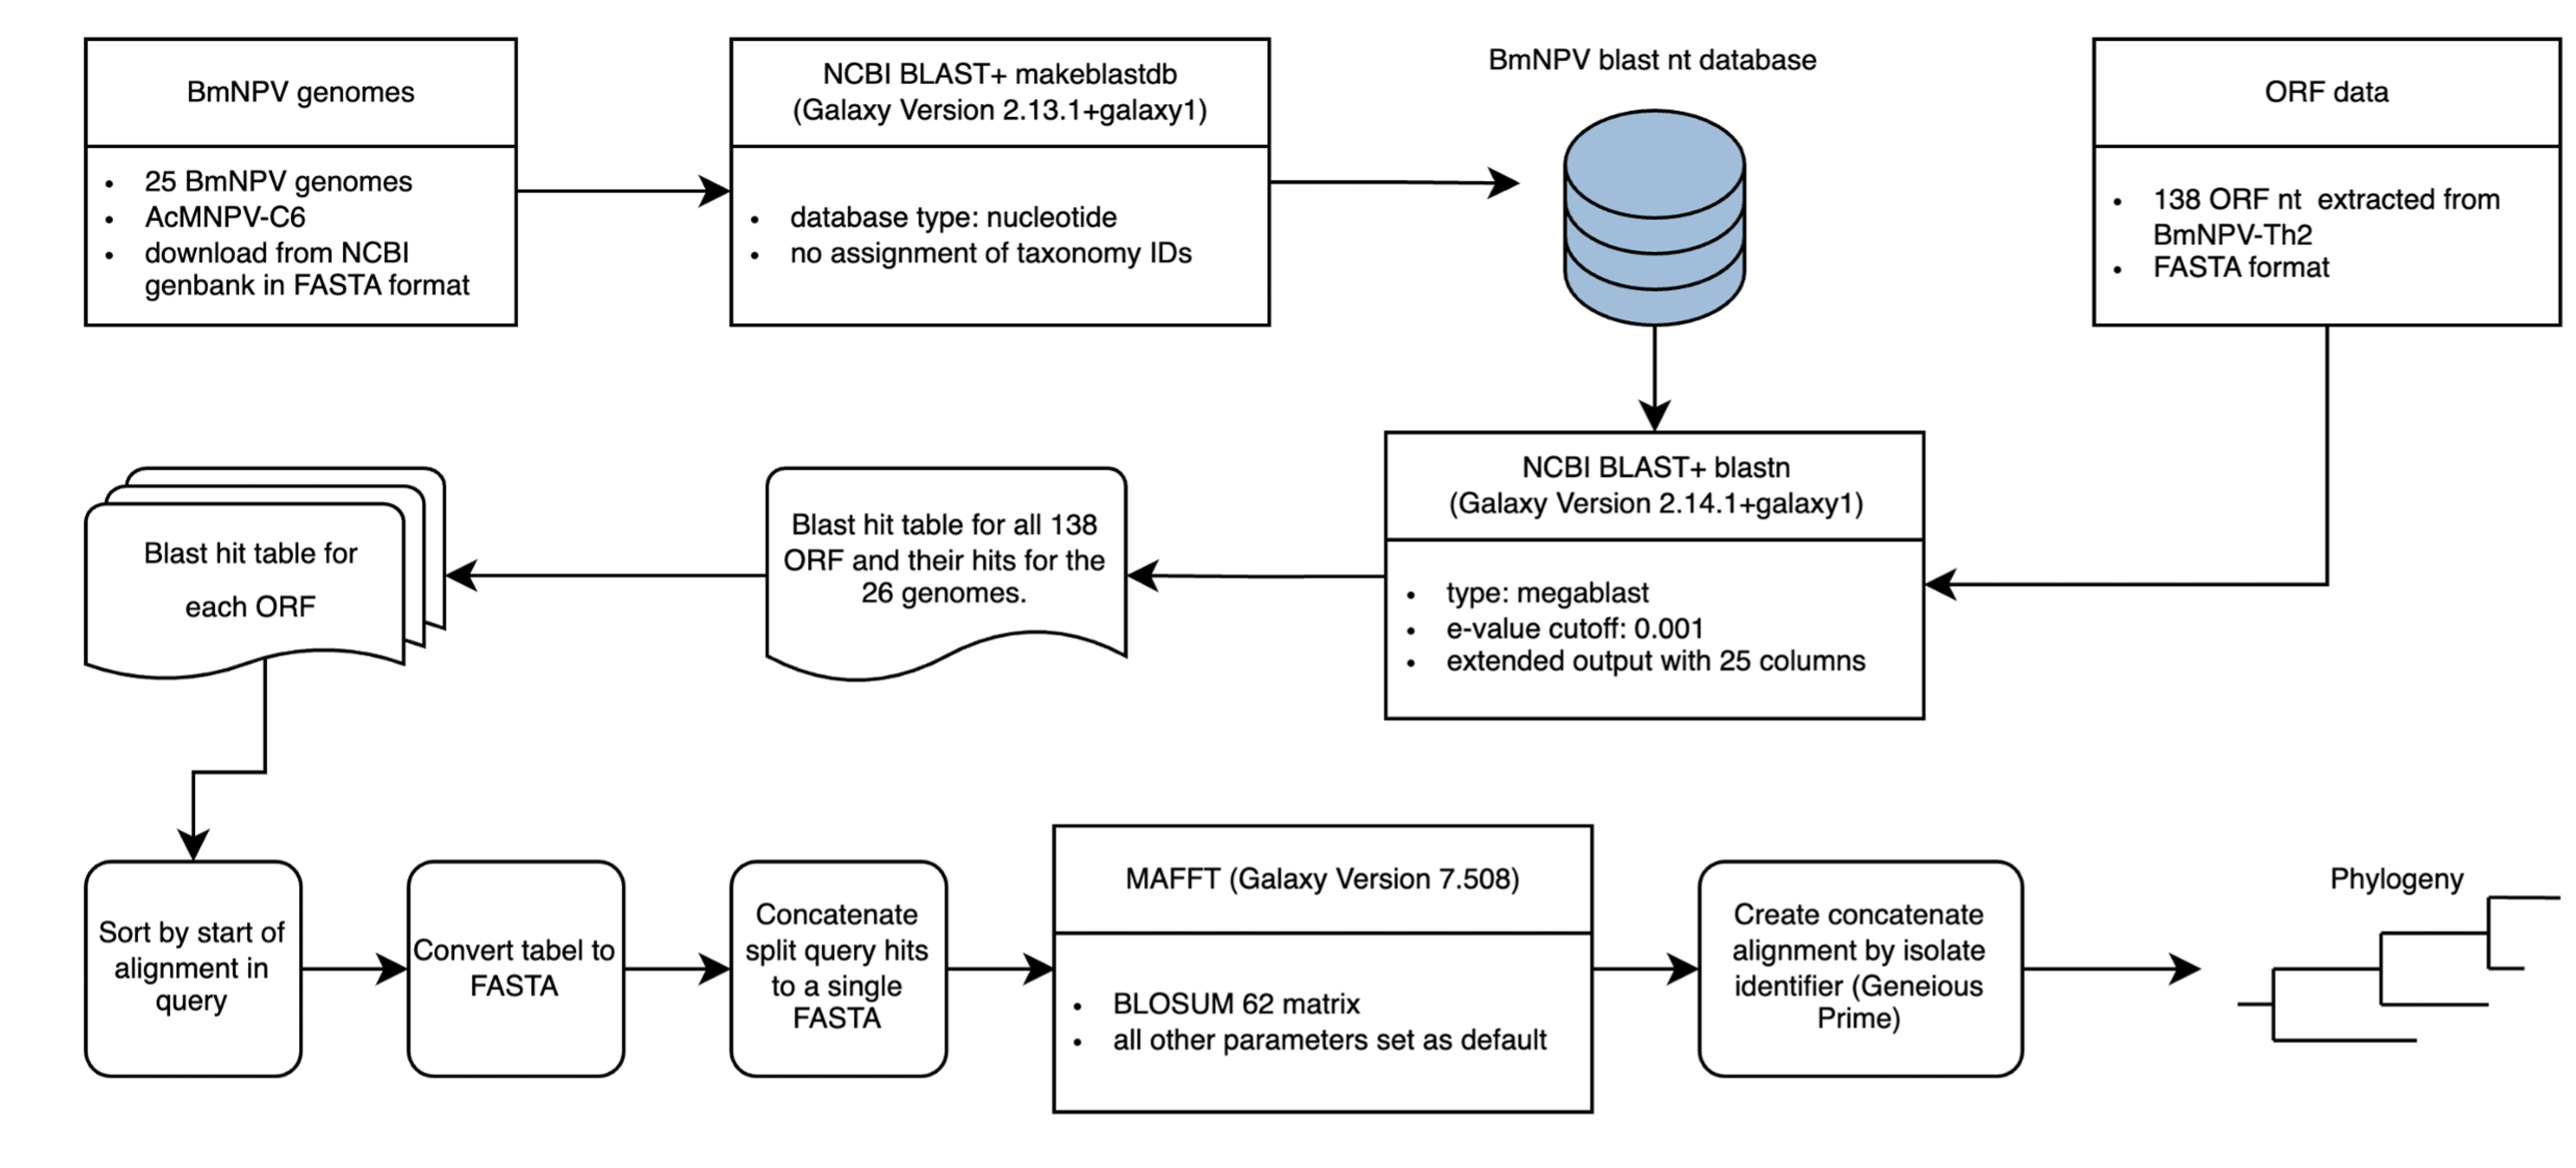 BmNPV genomes
• 25 BmNPV genomes
• AcMNPV-C6
• download from NCBI
genbank in FASTA format
NCBI BLAST+ makeblastdb
(Galaxy Version 2.13.1+galaxy1)
• database type: nucleotide
• no assignment of taxonomy IDs
BmNPV blast nt database
ORF data
• 138 ORF nt  extracted from
BmNPV-Th2
• FASTA format
NCBI BLAST+ blastn
(Galaxy Version 2.14.1+galaxy1)
• type: megablast
• e-value cutoff: 0.001
• extended output with 25 columns
Blast hit table for all 138
ORF and their hits for the
26 genomes.
Blast hit table for
each ORF
Sort by start of
alignment in
query
Convert tabel to
FASTA
Concatenate
split query hits
to a single
FASTA
MAFFT (Galaxy Version 7.508)
• BLOSUM 62 matrix
• all other parameters set as default
Create concatenate
alignment by isolate
identifier (Geneious
Prime)
Phylogeny